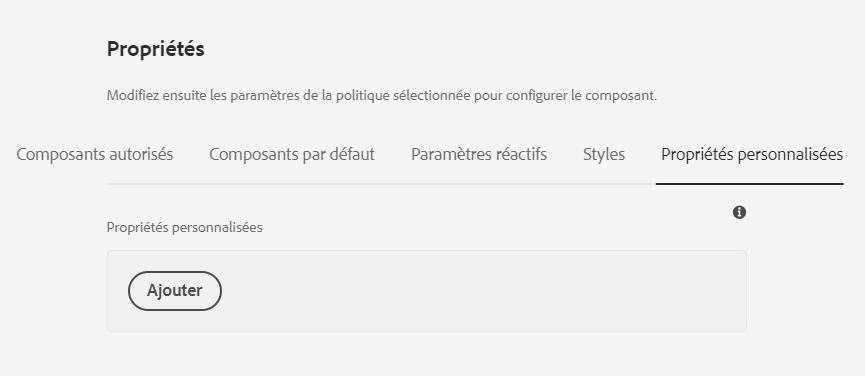 Propriétés
Modifiez ensuite les paramètres de la politique sélectionnée pour configurer le composant.
Composants autorisés Composants par défaut Paramètres réactifs Styles Propriétés personnalisées
Propriétés personnalisées
Ajouter